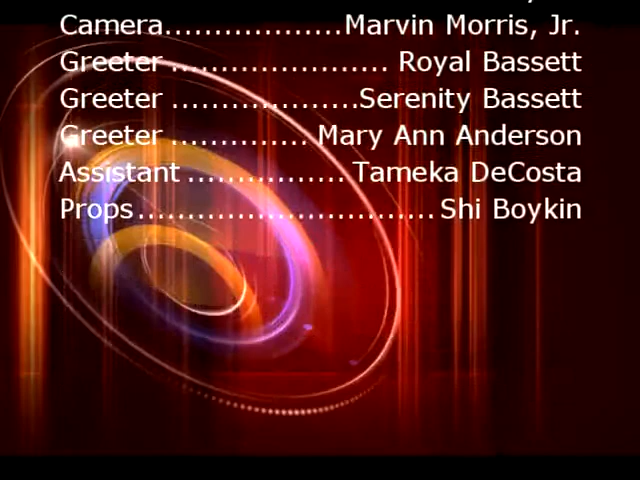 Camera..................Marvin Morris, Jr.
Greeter ...................... Royal Bassett
Greeter ...................Serenity Bassett
Greeter .............. Mary Ann Anderson
Assistant ................ Tameka DeCosta
Props.............................. Shi Boykin